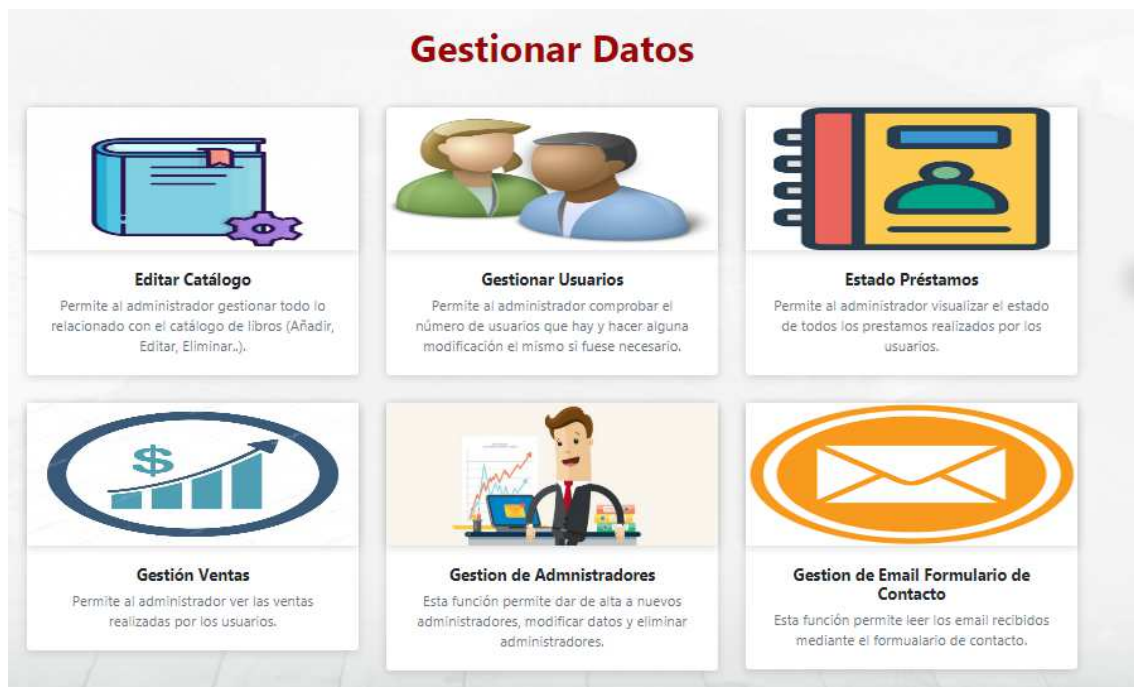 Gestionar Datos
Editar Catálogo
Permite al administrador gestionar todo lo
relacionado con el catálogo de libros (Añadir,
Editar, Eliminar..).
Gestionar Usuarios
Permite al administrador comprobar el
número de usuarios que hay y hacer alguna
modificación el mismo si fuese necesario.
Estado Préstamos
Permite al administrador visualizar el estado
de todos los prestamos realizados por los
usuarios.
Gestión Ventas
Permite al administrador ver las ventas
realizadas por los usuarios.
Gestion de Admnistradores
Esta función permite dar de alta a nuevos
administradores, modificar datos y eliminar
administradores.
Gestion de Email Formulario de
Contacto
Esta función permite leer los email recibidos
mediante el formualario de contacto.